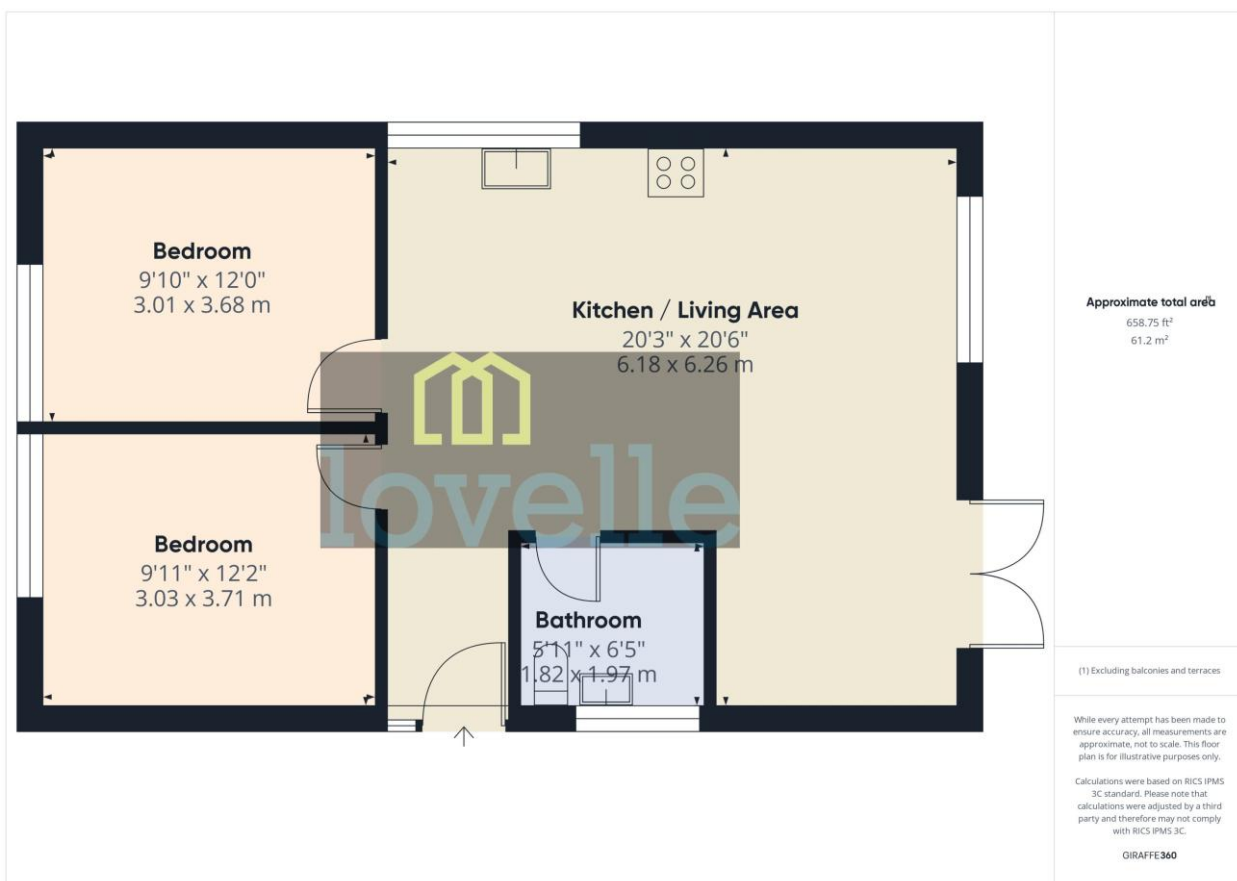 Bedroom
9'10" x 12'0"
3.01 x 3.68 m
Kitchen / Living Area
20'3" x 20'6"
6.18 x 6.26 m
lovelle
Bedroom
9'11" x 12'2"
3.03 x 3.71 m
Bathroom
5'11" x 6'5"
1.82 x 1.97 m
Approximate total area
658.75 ft²
61.2 m²
(1) Excluding balconies and terraces
While every attempt has been made to
ensure accuracy, all measurements are
approximate, not to scale. This floor
plan is for illustrative purposes only.
Calculations were based on RICS IPMS
3C standard. Please note that
calculations were adjusted by a third
party and therefore may not comply
with RICS IPMS 3C.
GIRAFFE360